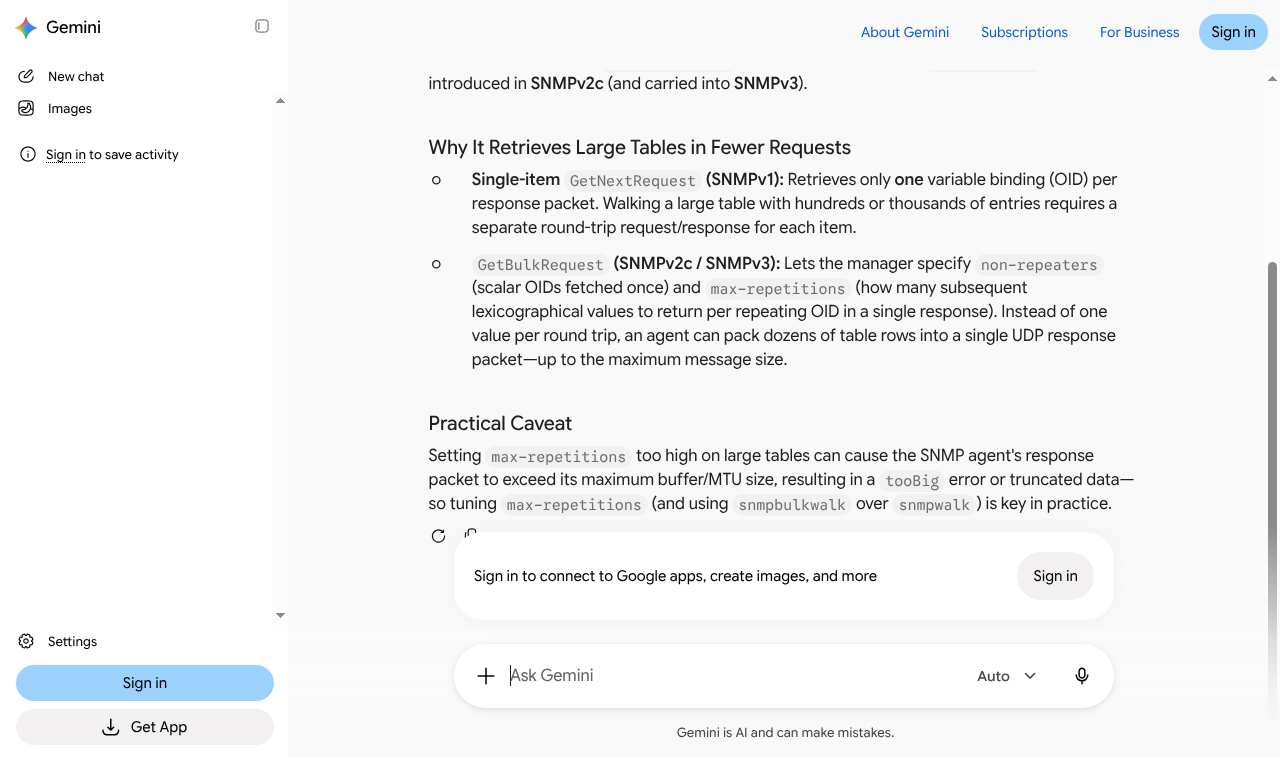 Gemini
New chat
Images
Sign in to save activity
Settings
Sign in
Get App
About Gemini
Subscriptions
For Business
Sign in
introduced in SNMPv2c (and carried into SNMPv3).
Why It Retrieves Large Tables in Fewer Requests
Single-item GetNextRequest (SNMPv1): Retrieves only one variable binding (OID) per
response packet. Walking a large table with hundreds or thousands of entries requires a
separate round-trip request/response for each item.
GetBulkRequest (SNMPv2c / SNMPv3): Lets the manager specify non-repeaters
(scalar OIDs fetched once) and max-repetitions (how many subsequent
lexicographical values to return per repeating OID in a single response). Instead of one
value per round trip, an agent can pack dozens of table rows into a single UDP response
packet—up to the maximum message size.
Practical Caveat
Setting max-repetitions too high on large tables can cause the SNMP agent's response
packet to exceed its maximum buffer/MTU size, resulting in a tooBig error or truncated data—
so tuning max-repetitions (and using snmpbulkwalk over snmpwalk) is key in practice.
Sign in to connect to Google apps, create images, and more
Sign in
Ask Gemini
Auto
Gemini is AI and can make mistakes.